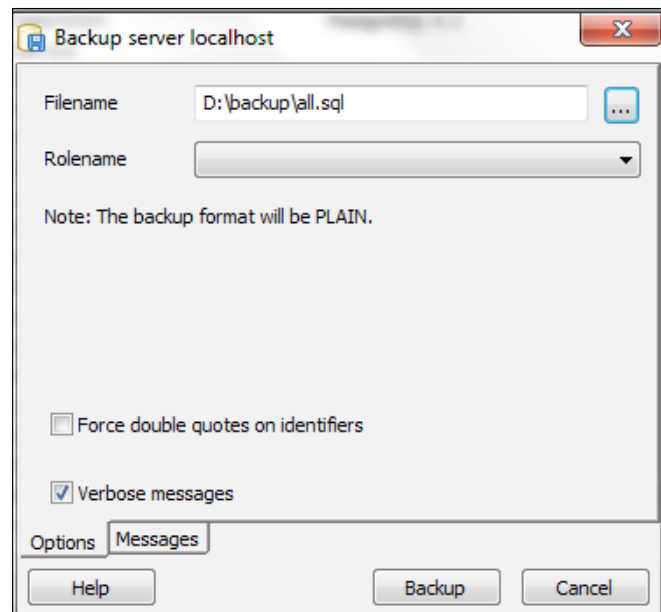 Backup server localhost
Filename
D:\backup\all.sql
...
Rolename
Note: The backup format will be PLAIN.
Force double quotes on identifiers
Verbose messages
Options
Messages
Help
Backup
Cancel